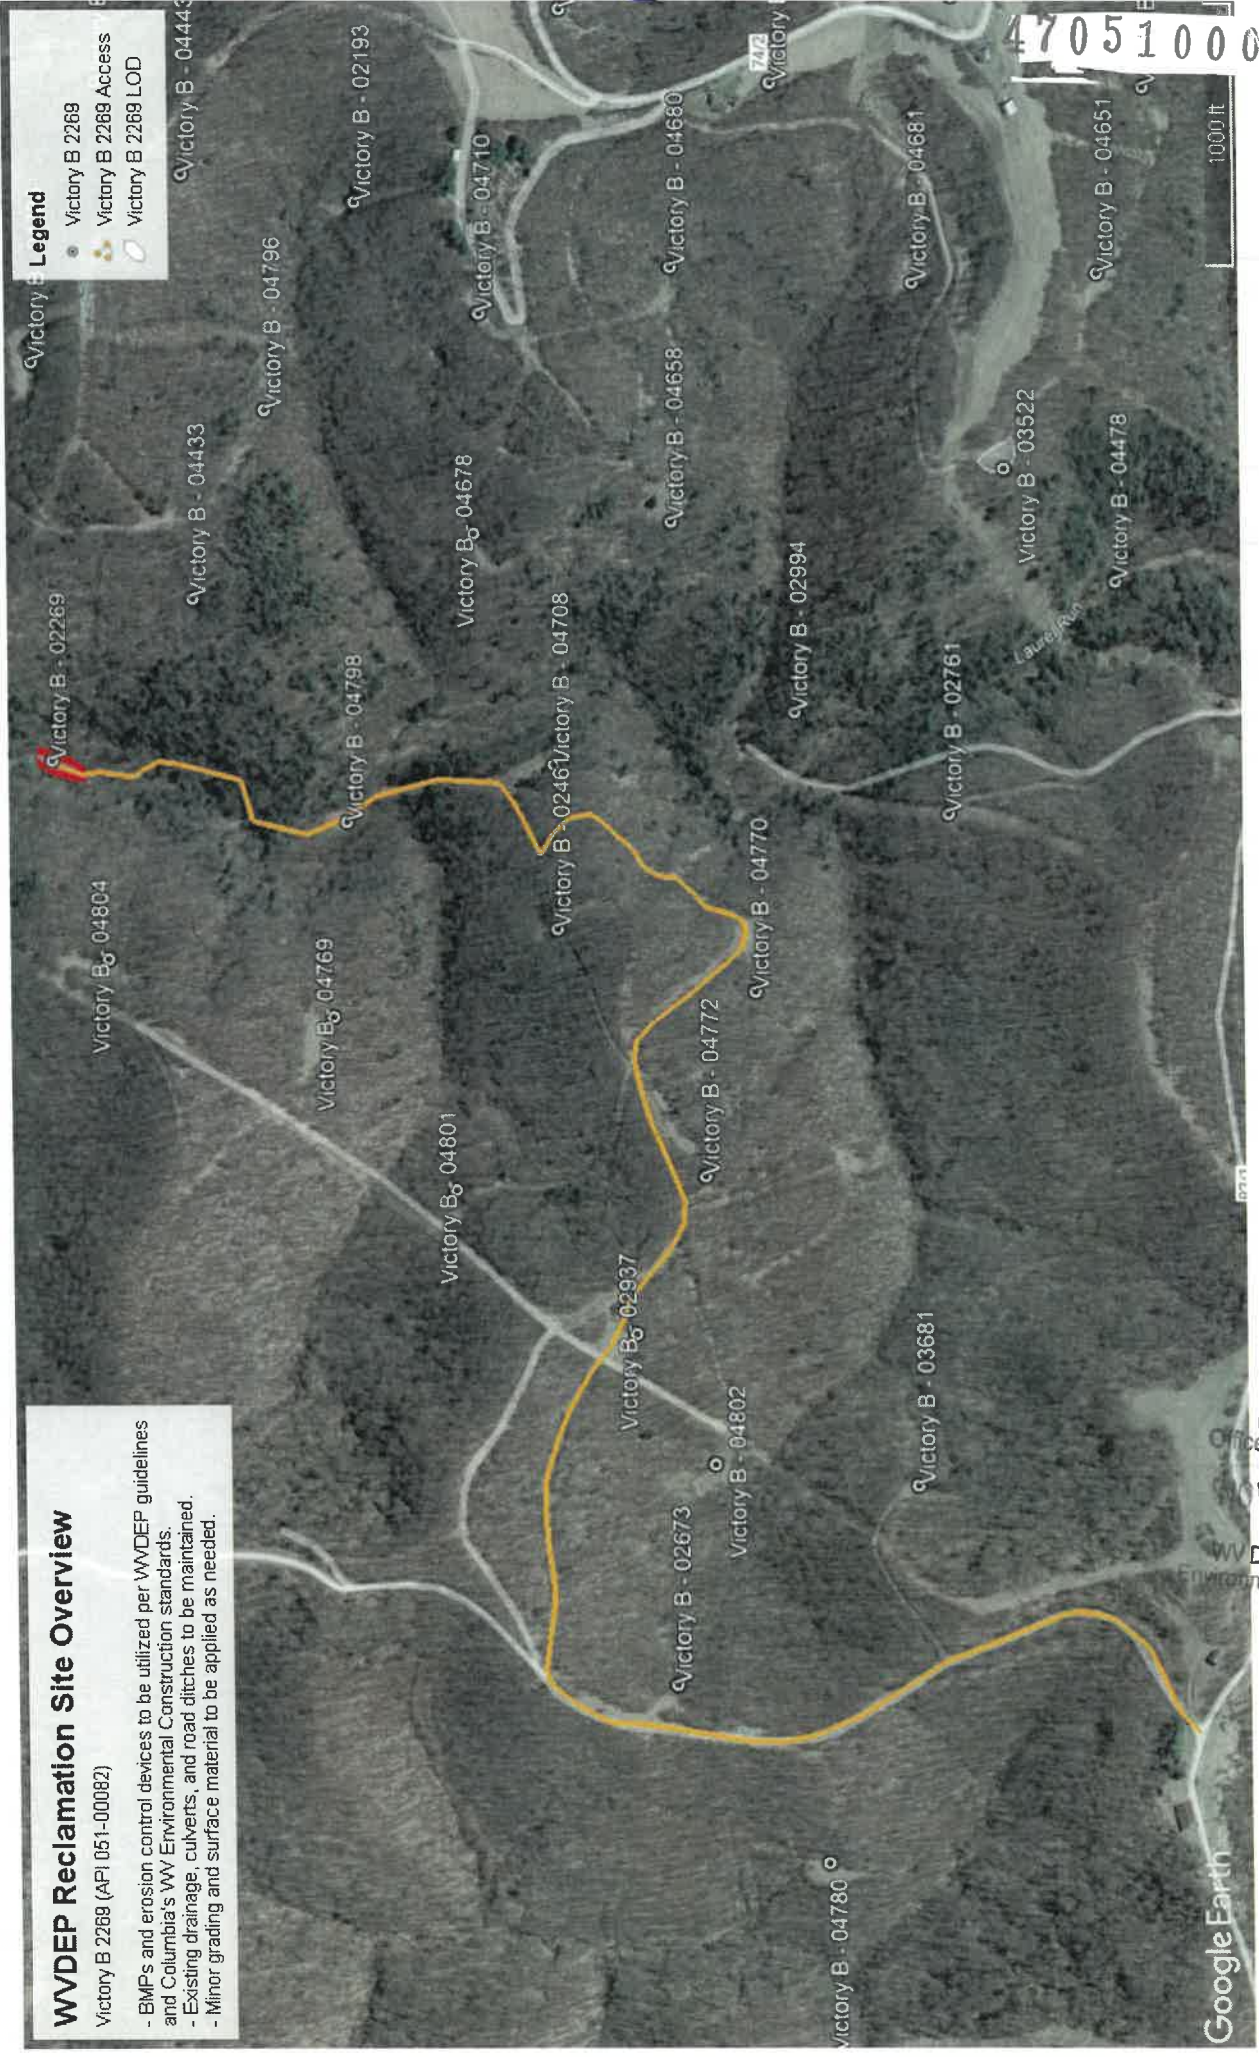 WVDEP Reclamation Site Overview
Victory B 2269 (API 051-00082)
- BMPs and erosion control devices to be utilized per WVDEP guidelines
and Columbia's WV Environmental Construction standards.
- Existing drainage, culverts, and road ditches to be maintained.
- Minor grading and surface material to be applied as needed.
Legend
Victory B 2269
Victory B 2269 Access
Victory B 2269 LOD
Victory B
Victory B - 02269
Victory B - 04804
Victory B - 04443
Victory B - 04433
Victory B - 04796
Victory B - 02193
Victory B - 04769
Victory B - 04798
Victory B - 04801
Victory B - 04678
Victory B - 04710
Victory B - 02461
Victory B - 04708
Victory B - 02937
Victory B - 04658
Victory B - 04680
Victory B - 02673
Victory B - 04802
Victory B - 04772
Victory B - 04770
Victory B - 02994
74/2
Victory
Victory B - 04780
Victory B - 03681
Victory B - 02761
Victory B - 04681
Victory B - 03522
Laurel Run
Victory B - 04478
Victory B - 04651
47051000
Google Earth
1000 ft
Office
WV